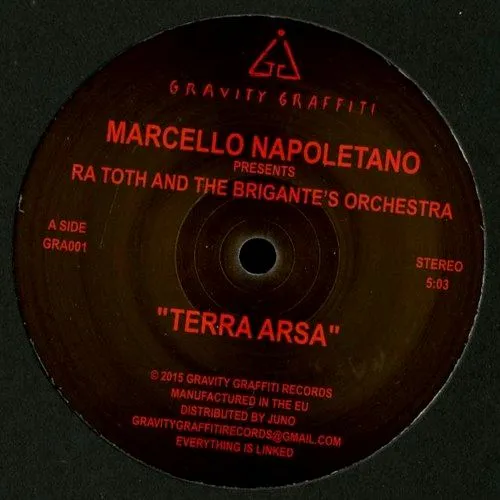 GRAVITY GRAFFITI
MARCELLO NAPOLETANO
PRESENTS
RA TOTH AND THE BRIGANTE'S ORCHESTRA
A SIDE
GRA001
STEREO
5:03
"TERRA ARSA"
© 2015 GRAVITY GRAFFITI RECORDS
MANUFACTURED IN THE EU
DISTRIBUTED BY JUNO
GRAVITYGRAFFITIRECORDS@GMAIL.COM
EVERYTHING IS LINKED